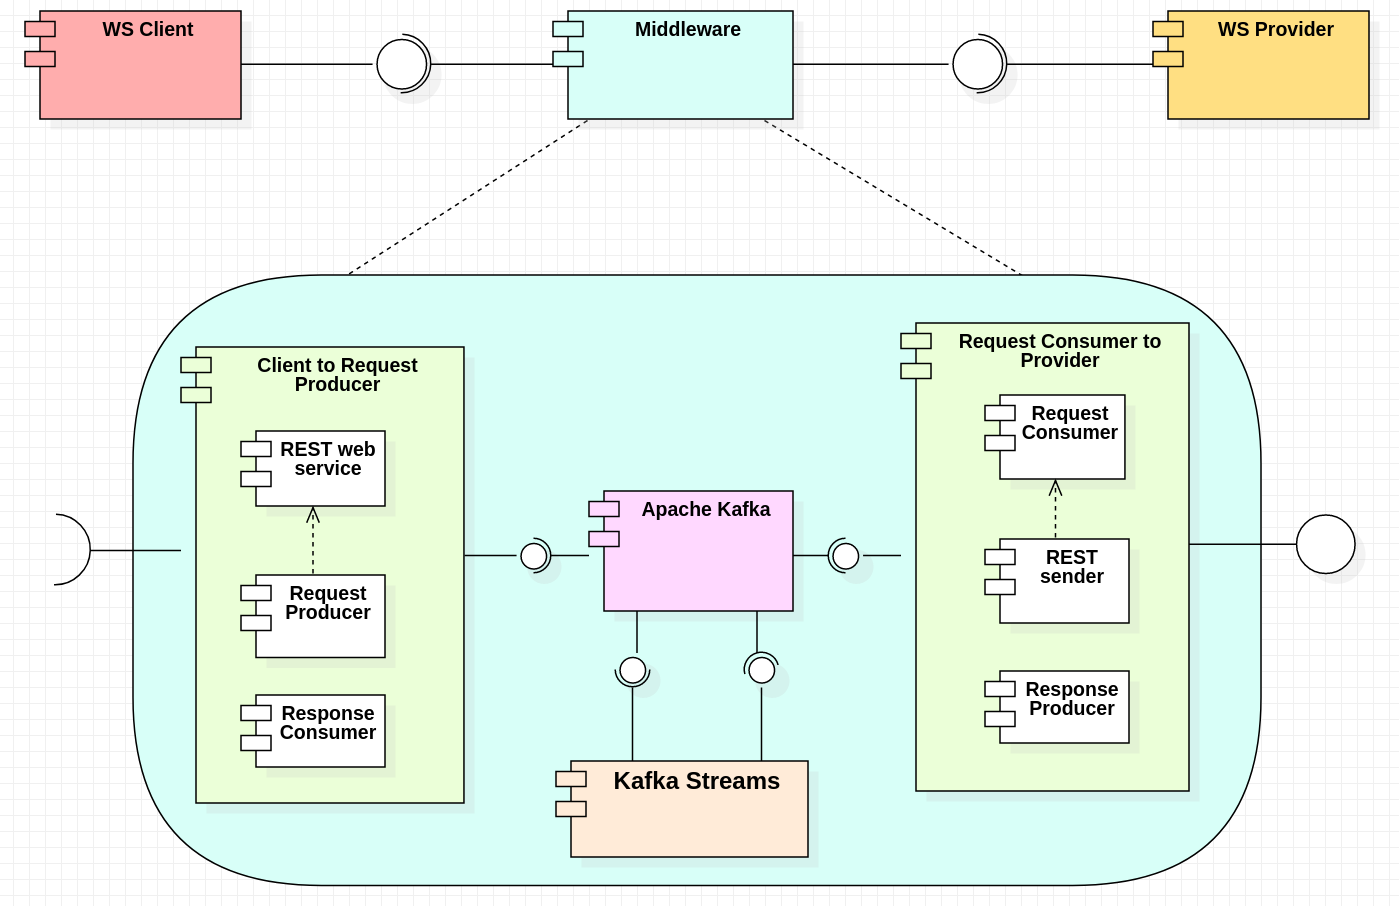 WS Client
Middleware
WS Provider
Client to Request
Producer
REST web
service
Request
Producer
Response
Consumer
Apache Kafka
Kafka Streams
Request Consumer to
Provider
Request
Consumer
REST
sender
Response
Producer